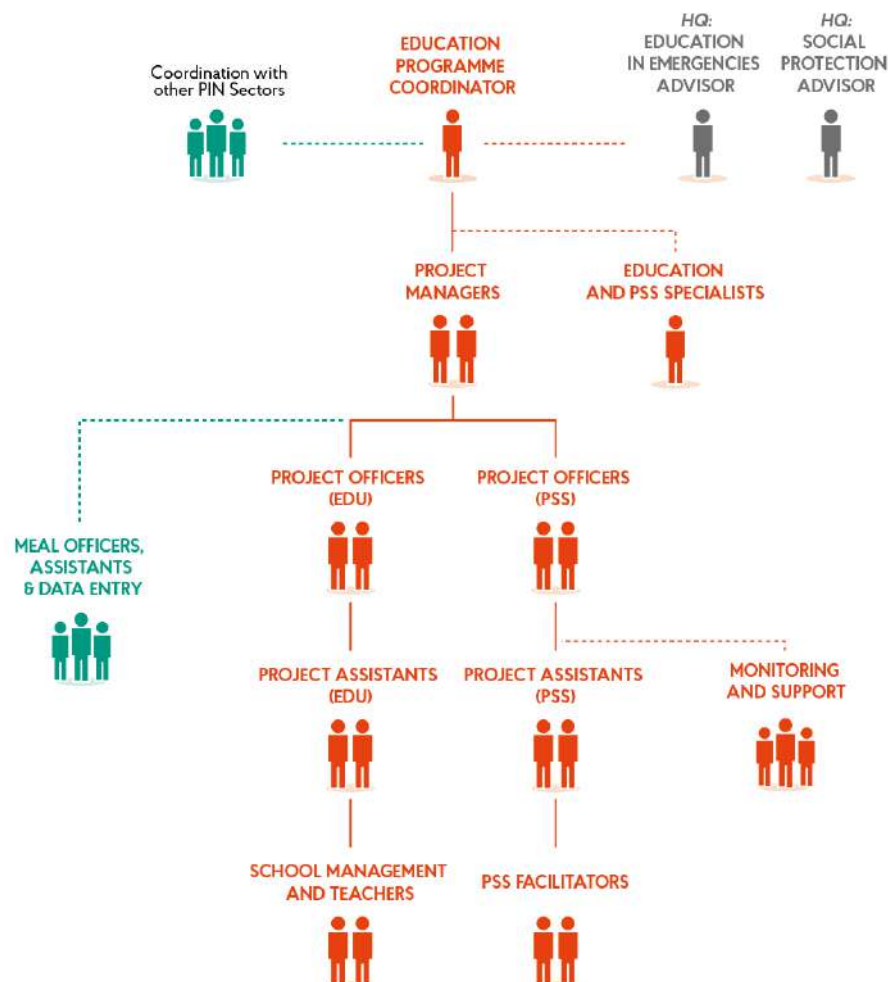 EDUCATION
PROGRAMME
COORDINATOR
HQ:
EDUCATION
IN EMERGENCIES
ADVISOR
HQ:
SOCIAL
PROTECTION
ADVISOR
Coordination with
other PIN Sectors
PROJECT
MANAGERS
EDUCATION
AND PSS SPECIALISTS
PROJECT OFFICERS
(EDU)
PROJECT OFFICERS
(PSS)
MEAL OFFICERS,
ASSISTANTS
& DATA ENTRY
PROJECT ASSISTANTS
(EDU)
PROJECT ASSISTANTS
(PSS)
MONITORING
AND SUPPORT
SCHOOL MANAGEMENT
AND TEACHERS
PSS FACILITATORS